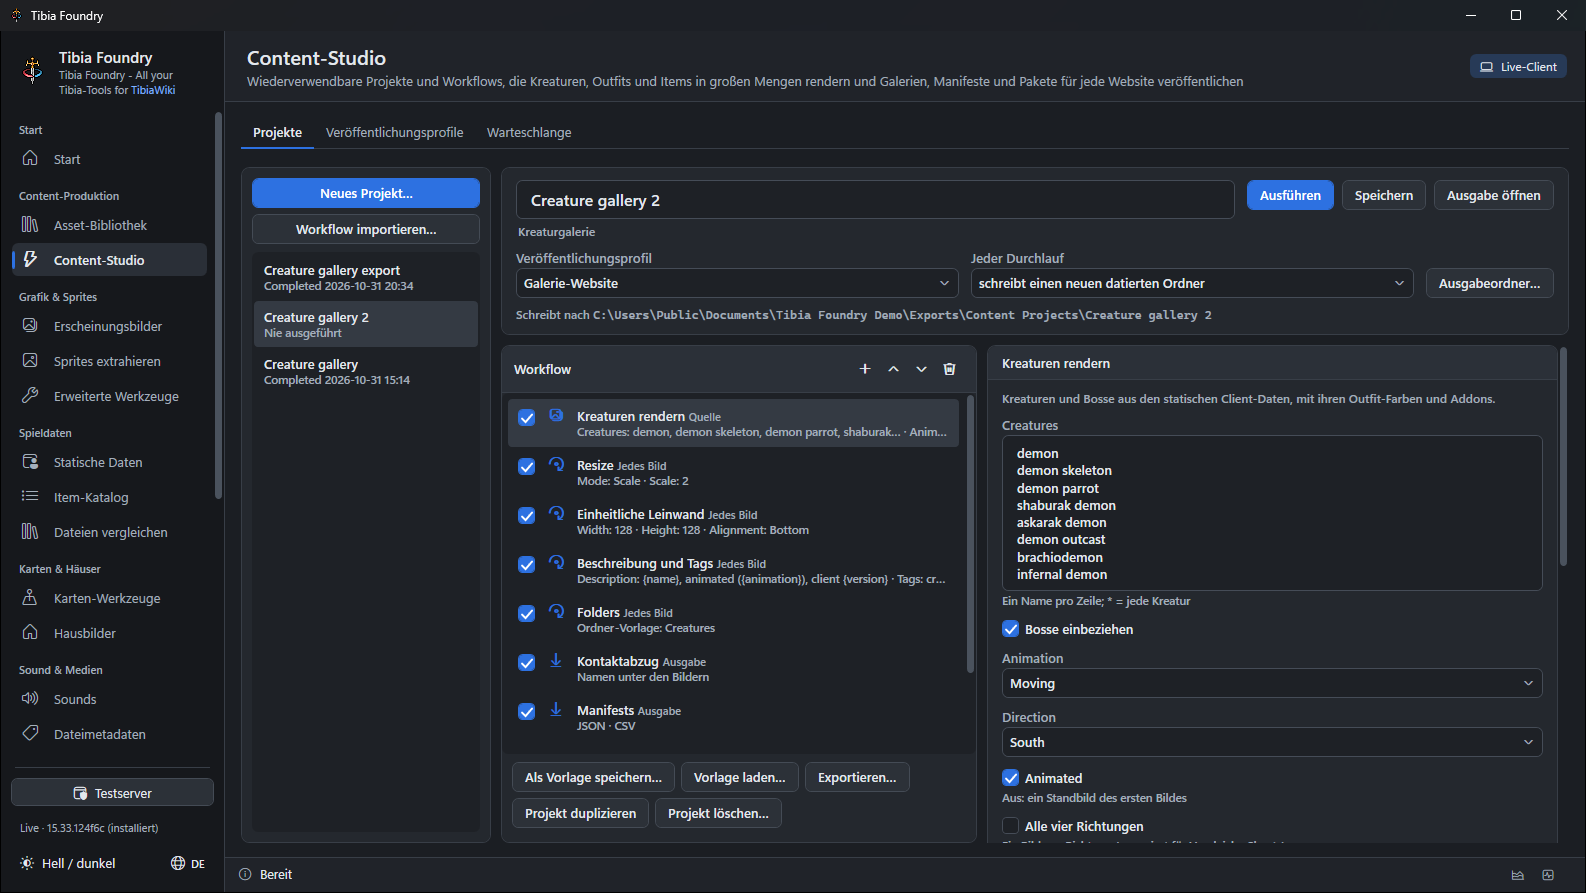 Tibia Foundry
Tibia Foundry
Tibia Foundry - All your
Tibia-Tools for TibiaWiki
Start
Start
Content-Produktion
Asset-Bibliothek
Content-Studio
Grafik & Sprites
Erscheinungsbilder
Sprites extrahieren
Erweiterte Werkzeuge
Spieldaten
Statische Daten
Item-Katalog
Dateien vergleichen
Karten & Häuser
Karten-Werkzeuge
Hausbilder
Sound & Medien
Sounds
Dateimetadaten
Testserver
Live · 15.33.124f6c (installiert)
Hell / dunkel
DE
Content-Studio
Wiederverwendbare Projekte und Workflows, die Kreaturen, Outfits und Items in großen Mengen rendern und Galerien, Manifeste und Pakete für jede Website veröffentlichen
Live-Client
Projekte
Veröffentlichungsprofile
Warteschlange
Neues Projekt...
Workflow importieren...
Creature gallery export
Completed 2026-10-31 20:34
Creature gallery 2
Nie ausgeführt
Creature gallery
Completed 2026-10-31 15:14
Creature gallery 2
Ausführen
Speichern
Ausgabe öffnen
Kreaturgalerie
Veröffentlichungsprofil
Galerie-Website
Jeder Durchlauf
schreibt einen neuen datierten Ordner
Ausgabeordner...
Schreibt nach C:\Users\Public\Documents\Tibia Foundry Demo\Exports\Content Projects\Creature gallery 2
Workflow
Kreaturen rendern Quelle
Creatures: demon, demon skeleton, demon parrot, shaburak... · Anim...
Resize Jedes Bild
Mode: Scale · Scale: 2
Einheitliche Leinwand Jedes Bild
Width: 128 · Height: 128 · Alignment: Bottom
Beschreibung und Tags Jedes Bild
Description: {name}, animated ({animation}), client {version} · Tags: cr...
Folders Jedes Bild
Ordner-Vorlage: Creatures
Kontaktabzug Ausgabe
Namen unter den Bildern
Manifests Ausgabe
JSON · CSV
Als Vorlage speichern...
Vorlage laden...
Exportieren...
Projekt duplizieren
Projekt löschen...
Kreaturen rendern
Kreaturen und Bosse aus den statischen Client-Daten, mit ihren Outfit-Farben und Addons.
Creatures
demon
demon skeleton
demon parrot
shaburak demon
askarak demon
demon outcast
brachiodemon
infernal demon
Ein Name pro Zeile; * = jede Kreatur
Bosse einbeziehen
Animation
Moving
Direction
South
Animated
Aus: ein Standbild des ersten Bildes
Alle vier Richtungen
Bereit